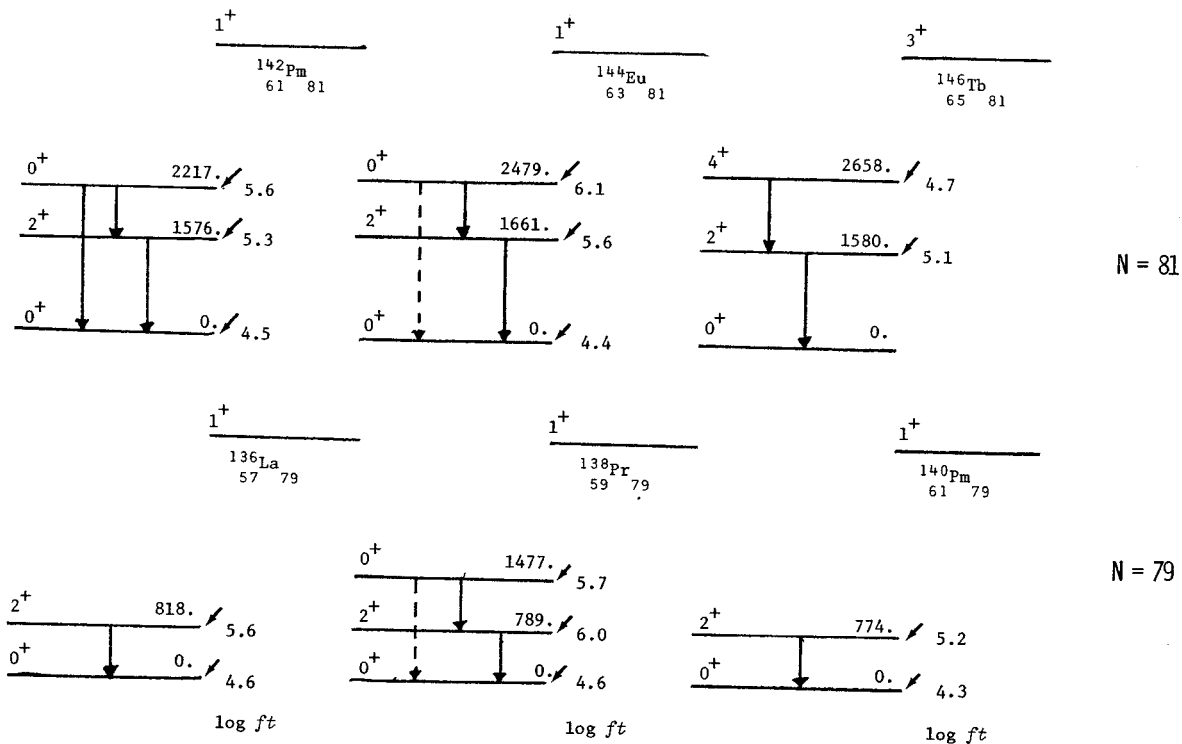 1+ 1+ 3+
142Pm 144Eu 146Tb
61 81 63 81 65 81
0+ 2217. 5.6 0+ 2479. 6.1 4+ 2658. 4.7
2+ 1576. 5.3 2+ 1661. 5.6 2+ 1580. 5.1
N = 81
0+ 0. 4.5 0+ 0. 4.4 0+ 0.
1+ 1+ 1+
136La 138Pr 140Pm
57 79 59 79 61 79
0+ 1477. 5.7
N = 79
2+ 818. 5.6 2+ 789. 6.0 2+ 774. 5.2
0+ 0. 4.6 0+ 0. 4.6 0+ 0. 4.3
log ft log ft log ft